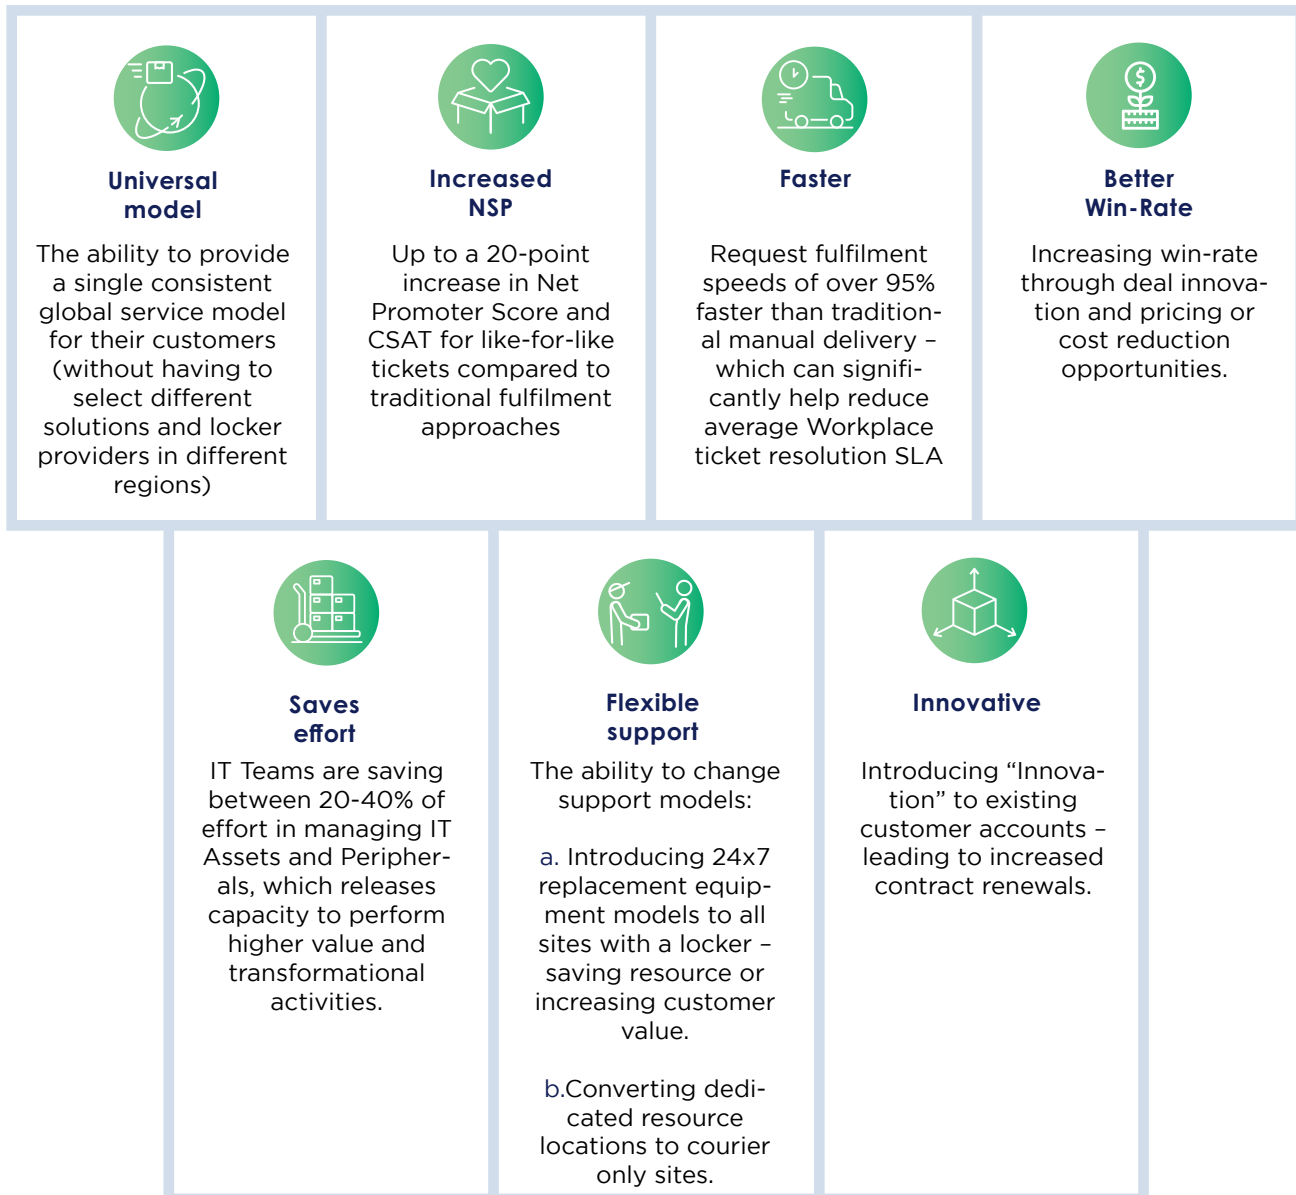 Universal
model
The ability to provide
a single consistent
global service model
for their customers
(without having to
select different
solutions and locker
providers in different
regions)
Increased
NSP
Up to a 20-point
increase in Net
Promoter Score and
CSAT for like-for-like
tickets compared to
traditional fulfilment
approaches
Faster
Request fulfilment
speeds of over 95%
faster than tradition-
al manual delivery –
which can signifi-
cantly help reduce
average Workplace
ticket resolution SLA
Better
Win-Rate
Increasing win-rate
through deal innova-
tion and pricing or
cost reduction
opportunities.
Saves
effort
IT Teams are saving
between 20-40% of
effort in managing IT
Assets and Peripher-
als, which releases
capacity to perform
higher value and
transformational
activities.
Flexible
support
The ability to change
support models:
a. Introducing 24x7
replacement equip-
ment models to all
sites with a locker –
saving resource or
increasing customer
value.
b.Converting dedi-
cated resource
locations to courier
only sites.
Innovative
Introducing “Innova-
tion” to existing
customer accounts –
leading to increased
contract renewals.